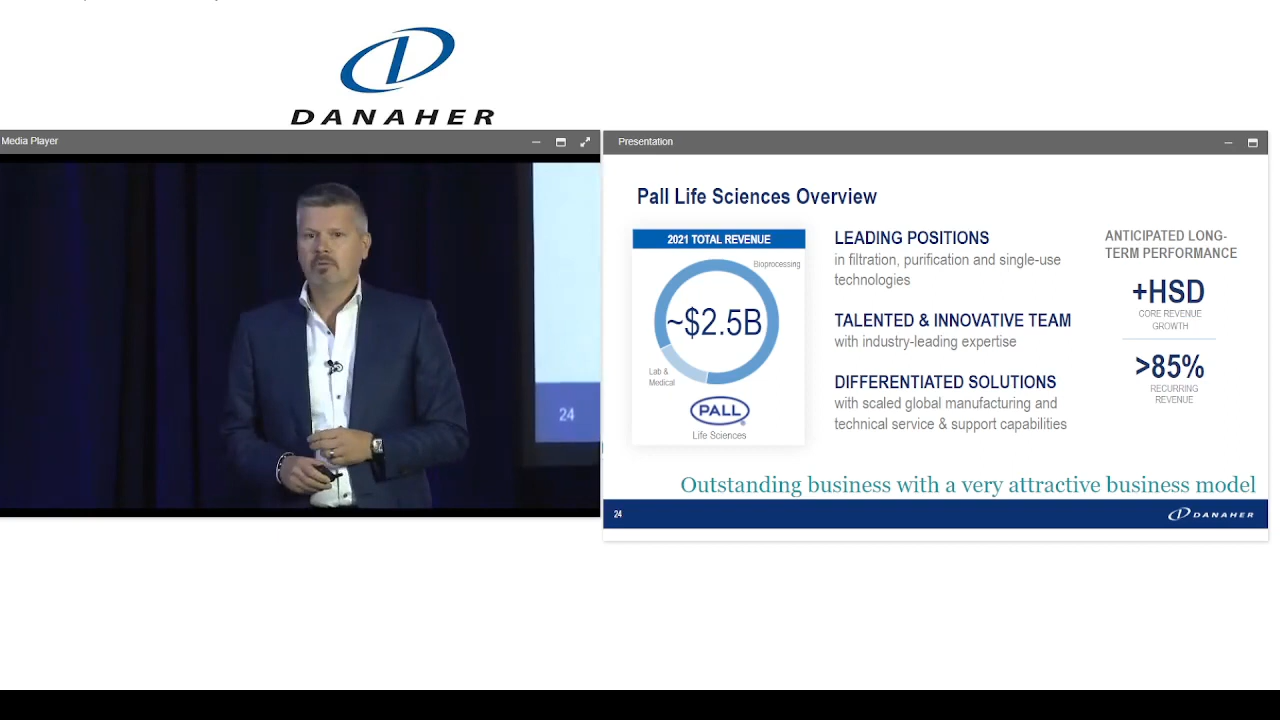 DANAHER
Media Player
24
Presentation
Pall Life Sciences Overview
2021 TOTAL REVENUE
Bioprocessing
~$2.5B
Lab &
Medical
PALL
Life Sciences
LEADING POSITIONS
in filtration, purification and single-use
technologies
TALENTED & INNOVATIVE TEAM
with industry-leading expertise
DIFFERENTIATED SOLUTIONS
with scaled global manufacturing and
technical service & support capabilities
ANTICIPATED LONG-
TERM PERFORMANCE
+HSD
CORE REVENUE
GROWTH
>85%
RECURRING
REVENUE
Outstanding business with a very attractive business model
24
DANAHER